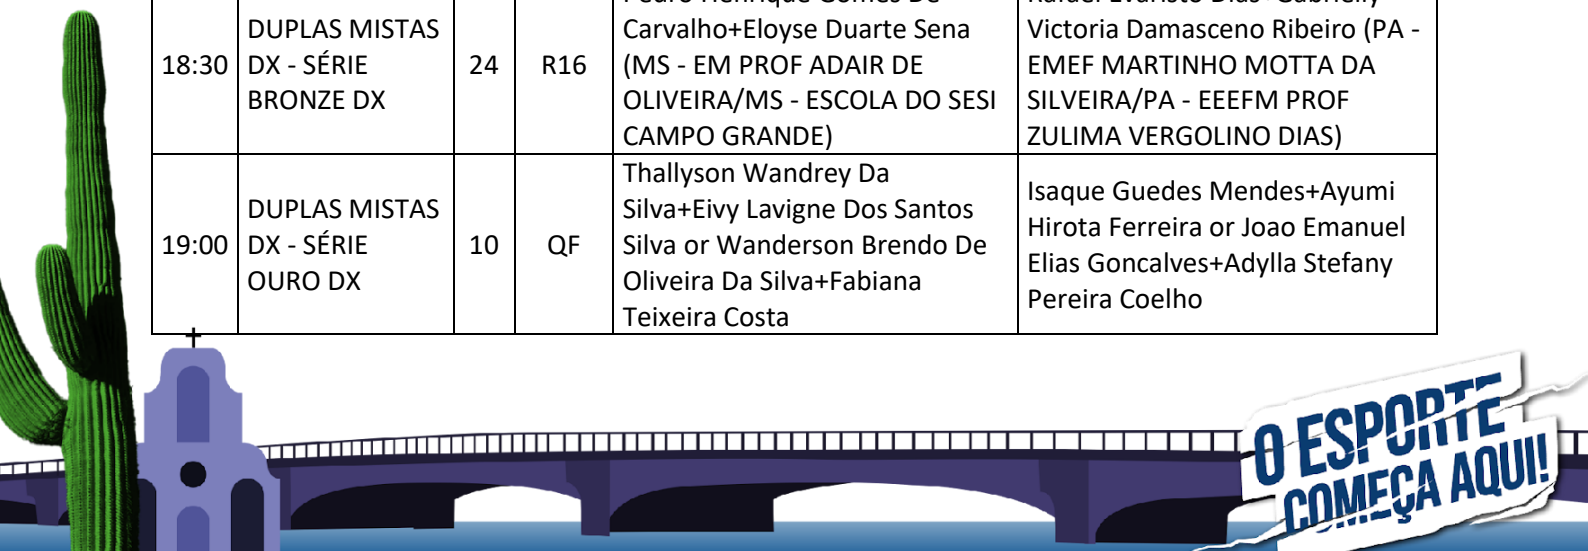 18:30
DUPLAS MISTAS
DX - SÉRIE
BRONZE DX
24
R16
Carvalho+Eloyse Duarte Sena
(MS - EM PROF ADAIR DE
OLIVEIRA/MS - ESCOLA DO SESI
CAMPO GRANDE)
Victoria Damasceno Ribeiro (PA -
EMEF MARTINHO MOTTA DA
SILVEIRA/PA - EEEFM PROF
ZULIMA VERGOLINO DIAS)
19:00
DUPLAS MISTAS
DX - SÉRIE
OURO DX
10
QF
Thallyson Wandrey Da
Silva+Eivy Lavigne Dos Santos
Silva or Wanderson Brendo De
Oliveira Da Silva+Fabiana
Teixeira Costa
Isaque Guedes Mendes+Ayumi
Hirota Ferreira or Joao Emanuel
Elias Goncalves+Adylla Stefany
Pereira Coelho
O ESPORTE
COMEÇA AQUI!